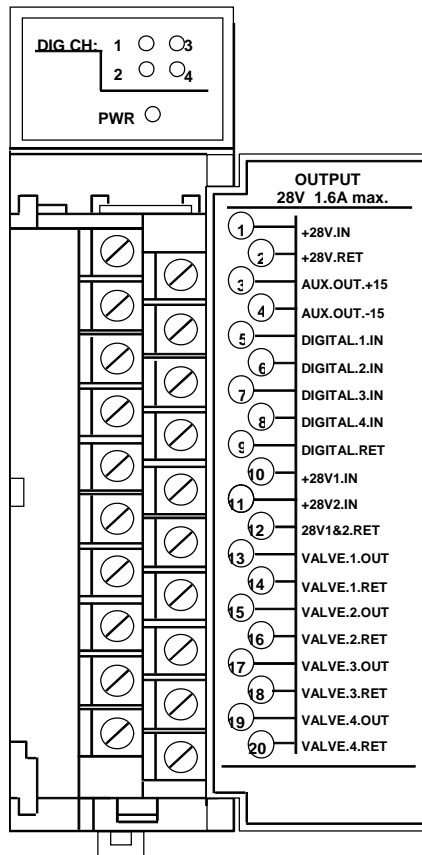 DIG CH: 1 3
2 4
PWR
OUTPUT
28V 1.6A max.
1 +28V.IN
2 +28V.RET
3 AUX.OUT.+15
4 AUX.OUT.-15
5 DIGITAL.1.IN
6 DIGITAL.2.IN
7 DIGITAL.3.IN
8 DIGITAL.4.IN
9 DIGITAL.RET
10 +28V1.IN
11 +28V2.IN
12 28V1&2.RET
13 VALVE.1.OUT
14 VALVE.1.RET
15 VALVE.2.OUT
16 VALVE.2.RET
17 VALVE.3.OUT
18 VALVE.3.RET
19 VALVE.4.OUT
20 VALVE.4.RET